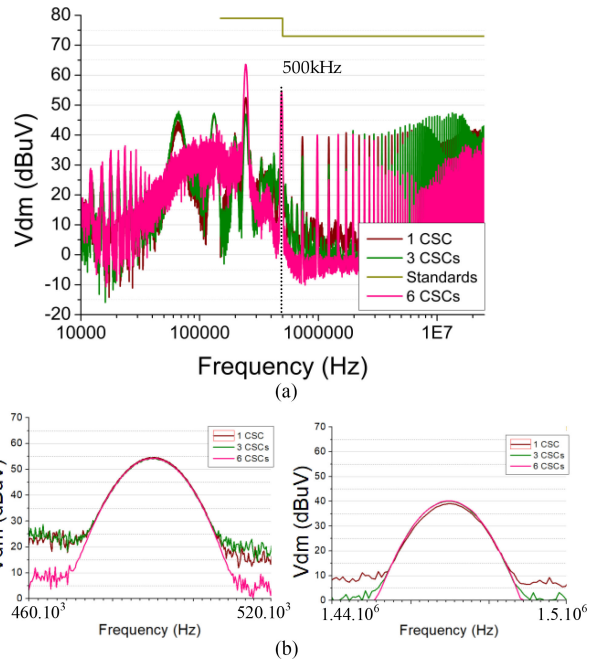 (a)
80
70
60
50
40
30
20
10
0
-10
-20
Vdm (dBuV)
500kHz
1 CSC
3 CSCs
Standards
6 CSCs
10000
100000
1000000
1E7
Frequency (Hz)
(a)
70
60
50
40
30
20
10
0
Vdm (dBuV)
1 CSC
3 CSCs
6 CSCs
460.10³
520.10³
Frequency (Hz)
70
60
50
40
30
20
10
0
Vdm (dBuV)
1 CSC
3 CSCs
6 CSCs
1.44.10⁶
1.5.10⁶
Frequency (Hz)
(b)